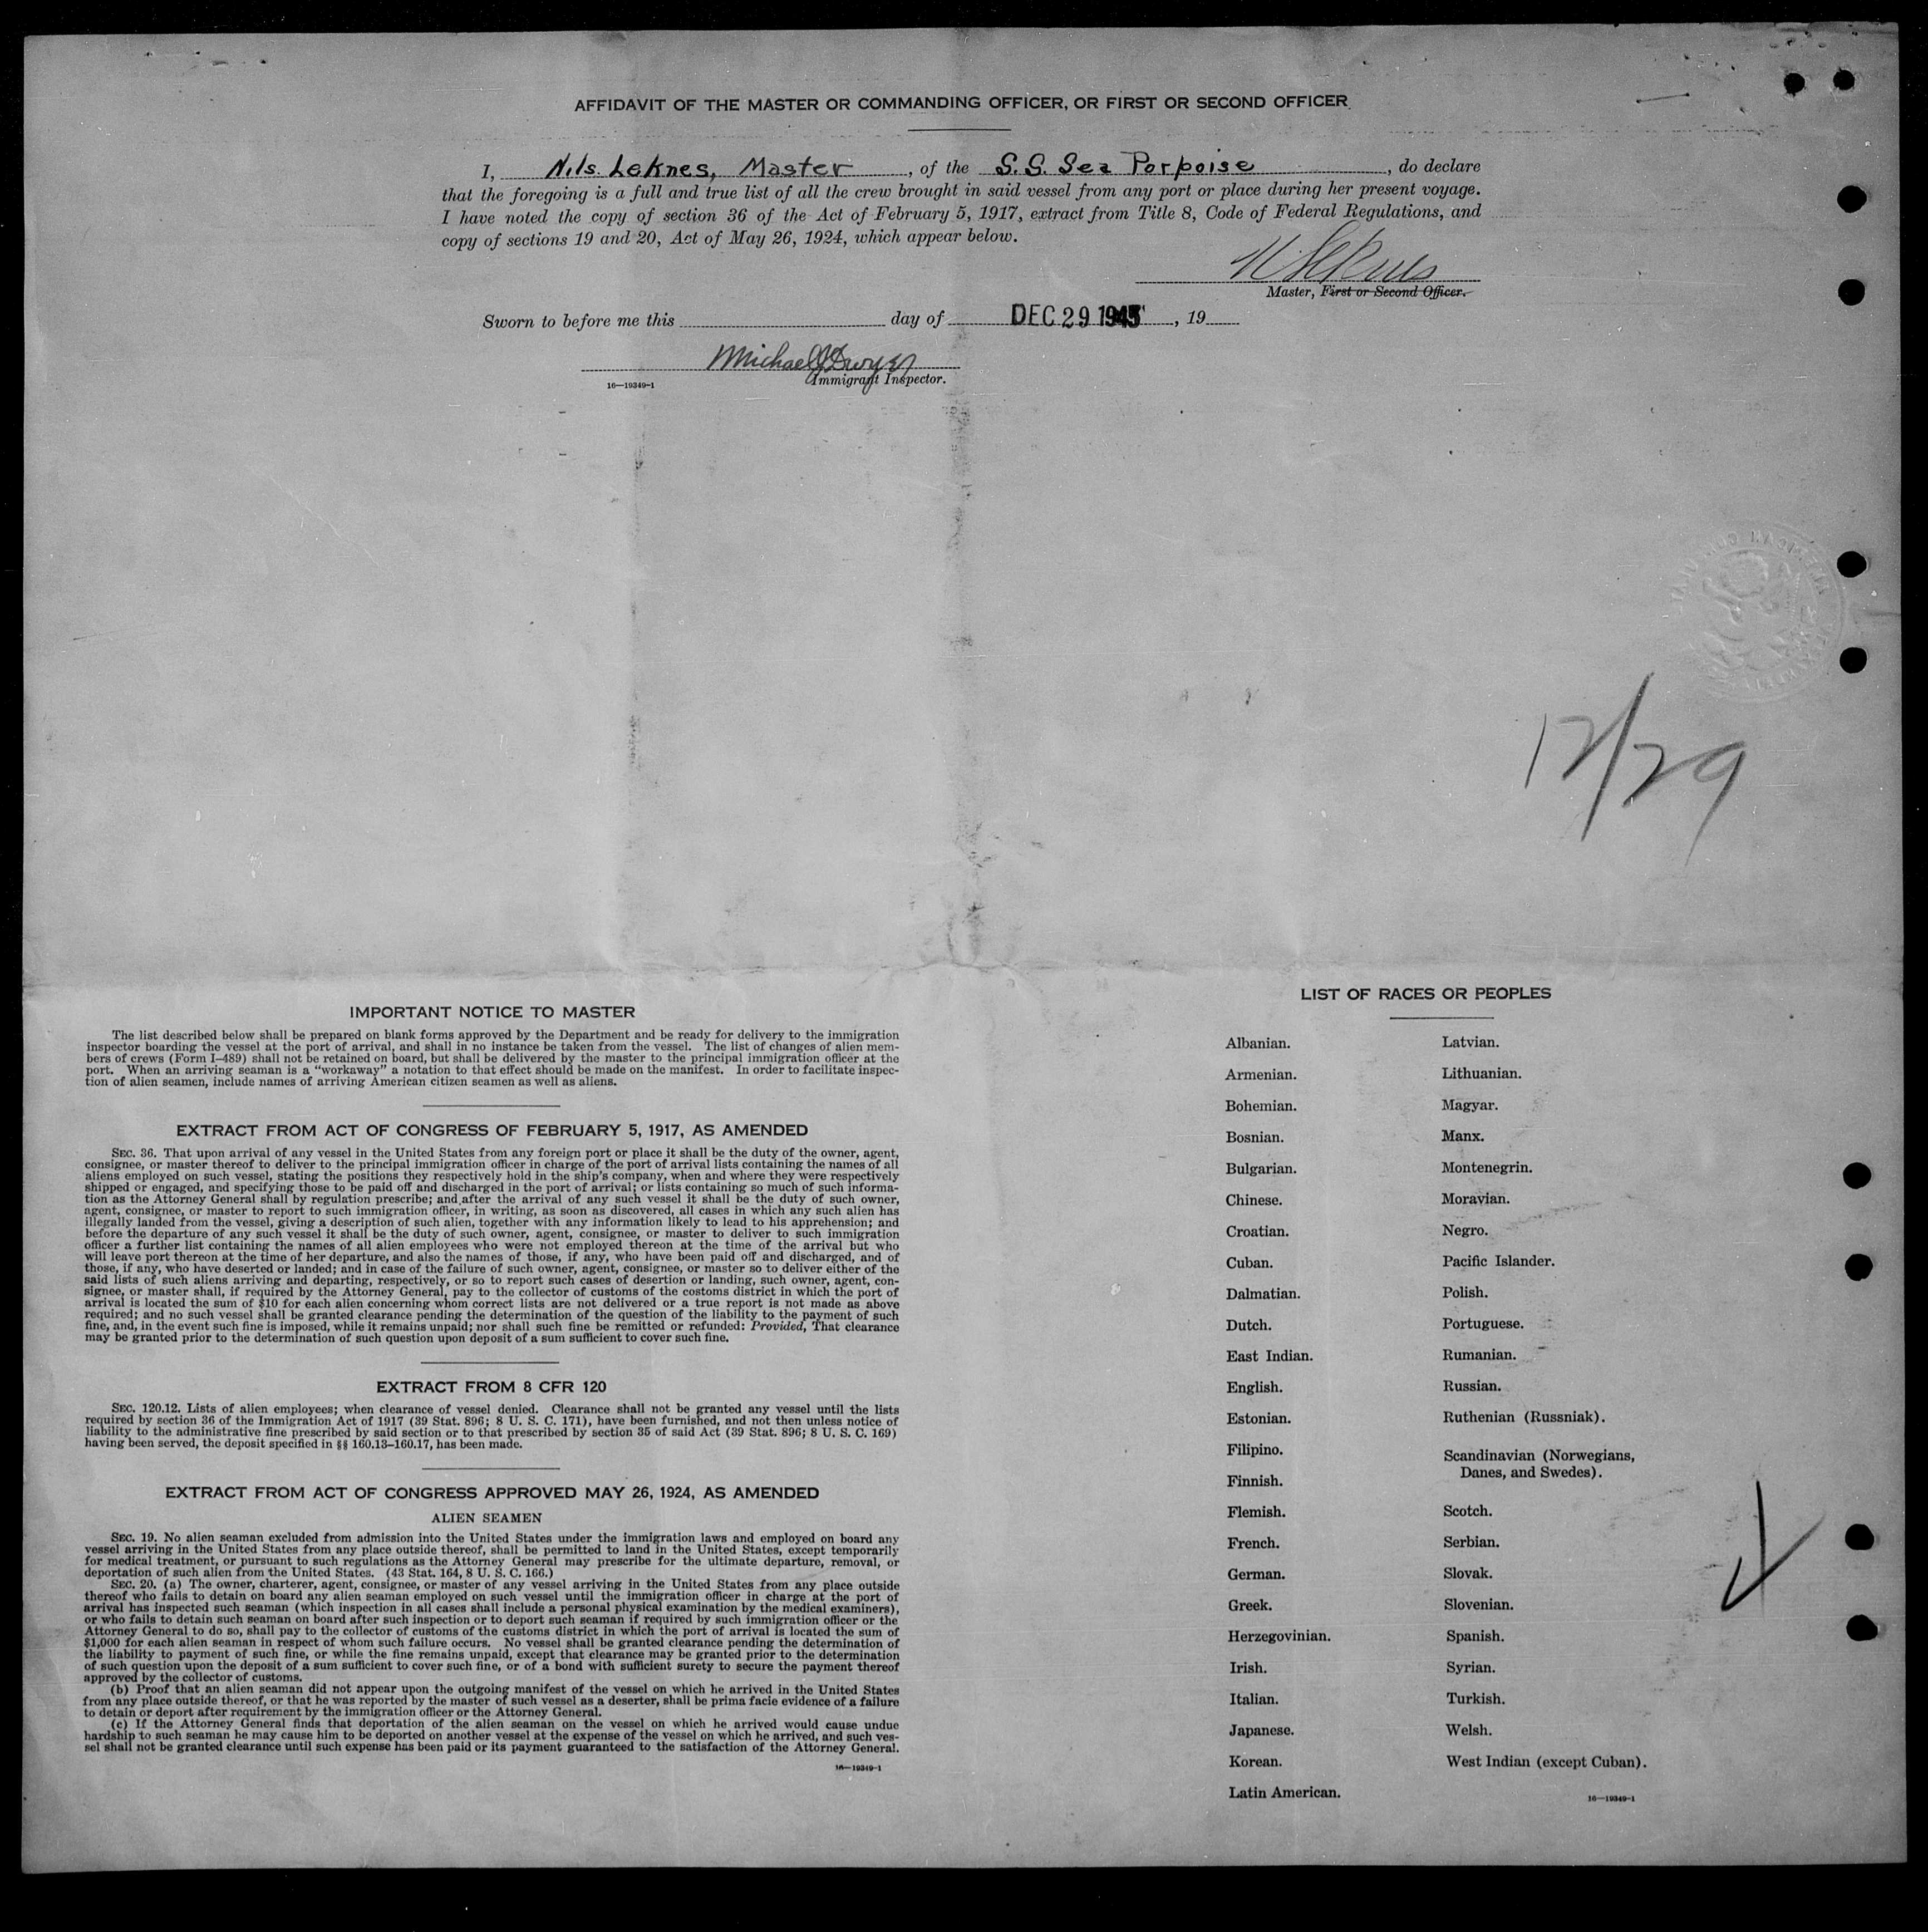 AFFIDAVIT OF THE MASTER OR COMMANDING OFFICER, OR FIRST OR SECOND OFFICER
I, Nils Leknes, Master, of the S.S. Sea Porpoise, do declare
that the foregoing is a full and true list of all the crew brought in said vessel from any port or place during her present voyage.
I have noted the copy of section 36 of the Act of February 5, 1917, extract from Title 8, Code of Federal Regulations, and
copy of sections 19 and 20, Act of May 26, 1924, which appear below.
N Leknes
Master, First or Second Officer.
Sworn to before me this day of DEC 29 1945, 19
Michael J Dwyer
16—19349-1 Immigrant Inspector.
12/29
IMPORTANT NOTICE TO MASTER
The list described below shall be prepared on blank forms approved by the Department and be ready for delivery to the immigration
inspector boarding the vessel at the port of arrival, and shall in no instance be taken from the vessel. The list of changes of alien mem-
bers of crews (Form I-489) shall not be retained on board, but shall be delivered by the master to the principal immigration officer at the
port. When an arriving seaman is a "workaway" a notation to that effect should be made on the manifest. In order to facilitate inspec-
tion of alien seamen, include names of arriving American citizen seamen as well as aliens.
EXTRACT FROM ACT OF CONGRESS OF FEBRUARY 5, 1917, AS AMENDED
SEC. 36. That upon arrival of any vessel in the United States from any foreign port or place it shall be the duty of the owner, agent,
consignee, or master thereof to deliver to the principal immigration officer in charge of the port of arrival lists containing the names of all
aliens employed on such vessel, stating the positions they respectively hold in the ship's company, when and where they were respectively
shipped or engaged, and specifying those to be paid off and discharged in the port of arrival; or lists containing so much of such informa-
tion as the Attorney General shall by regulation prescribe; and after the arrival of any such vessel it shall be the duty of such owner,
agent, consignee, or master to report to such immigration officer, in writing, as soon as discovered, all cases in which any such alien has
illegally landed from the vessel, giving a description of such alien, together with any information likely to lead to his apprehension; and
before the departure of any such vessel it shall be the duty of such owner, agent, consignee, or master to deliver to such immigration
officer a further list containing the names of all alien employees who were not employed thereon at the time of the arrival but who
will leave port thereon at the time of her departure, and also the names of those, if any, who have been paid off and discharged, and of
those, if any, who have deserted or landed; and in case of the failure of such owner, agent, consignee, or master so to deliver either of the
said lists of such aliens arriving and departing, respectively, or so to report such cases of desertion or landing, such owner, agent, con-
signee, or master shall, if required by the Attorney General, pay to the collector of customs of the costoms district in which the port of
arrival is located the sum of $10 for each alien concerning whom correct lists are not delivered or a true report is not made as above
required; and no such vessel shall be granted clearance pending the determination of the question of the liability to the payment of such
fine, and, in the event such fine is imposed, while it remains unpaid; nor shall such fine be remitted or refunded: Provided, That clearance
may be granted prior to the determination of such question upon deposit of a sum sufficient to cover such fine.
EXTRACT FROM 8 CFR 120
SEC. 120.12. Lists of alien employees; when clearance of vessel denied. Clearance shall not be granted any vessel until the lists
required by section 36 of the Immigration Act of 1917 (39 Stat. 896; 8 U. S. C. 171), have been furnished, and not then unless notice of
liability to the administrative fine prescribed by said section or to that prescribed by section 35 of said Act (39 Stat. 896; 8 U. S. C. 169)
having been served, the deposit specified in §§ 160.13-160.17, has been made.
EXTRACT FROM ACT OF CONGRESS APPROVED MAY 26, 1924, AS AMENDED
ALIEN SEAMEN
SEC. 19. No alien seaman excluded from admission into the United States under the immigration laws and employed on board any
vessel arriving in the United States from any place outside thereof, shall be permitted to land in the United States, except temporarily
for medical treatment, or pursuant to such regulations as the Attorney General may prescribe for the ultimate departure, removal, or
deportation of such alien from the United States. (43 Stat. 164, 8 U. S. C. 166.)
SEC. 20. (a) The owner, charterer, agent, consignee, or master of any vessel arriving in the United States from any place outside
thereof who fails to detain on board any alien seaman employed on such vessel until the immigration officer in charge at the port of
arrival has inspected such seaman (which inspection in all cases shall include a personal physical examination by the medical examiners),
or who fails to detain such seaman on board after such inspection or to deport such seaman if required by such immigration officer or the
Attorney General to do so, shall pay to the collector of customs of the customs district in which the port of arrival is located the sum of
$1,000 for each alien seaman in respect of whom such failure occurs. No vessel shall be granted clearance pending the determination of
the liability to payment of such fine, or while the fine remains unpaid, except that clearance may be granted prior to the determination
of such question upon the deposit of a sum sufficient to cover such fine, or of a bond with sufficient surety to secure the payment thereof
approved by the collector of customs.
(b) Proof that an alien seaman did not appear upon the outgoing manifest of the vessel on which he arrived in the United States
from any place outside thereof, or that he was reported by the master of such vessel as a deserter, shall be prima facie evidence of a failure
to detain or deport after requirement by the immigration officer or the Attorney General.
(c) If the Attorney General finds that deportation of the alien seaman on the vessel on which he arrived would cause undue
hardship to such seaman he may cause him to be deported on another vessel at the expense of the vessel on which he arrived, and such ves-
sel shall not be granted clearance until such expense has been paid or its payment guaranteed to the satisfaction of the Attorney General.
16—19349-1
LIST OF RACES OR PEOPLES
Albanian.
Armenian.
Bohemian.
Bosnian.
Bulgarian.
Chinese.
Croatian.
Cuban.
Dalmatian.
Dutch.
East Indian.
English.
Estonian.
Filipino.
Finnish.
Flemish.
French.
German.
Greek.
Herzegovinian.
Irish.
Italian.
Japanese.
Korean.
Latin American.
Latvian.
Lithuanian.
Magyar.
Manx.
Montenegrin.
Moravian.
Negro.
Pacific Islander.
Polish.
Portuguese.
Rumanian.
Russian.
Ruthenian (Russniak).
Scandinavian (Norwegians,
Danes, and Swedes).
Scotch.
Serbian.
Slovak.
Slovenian.
Spanish.
Syrian.
Turkish.
Welsh.
West Indian (except Cuban).
16—19349-1